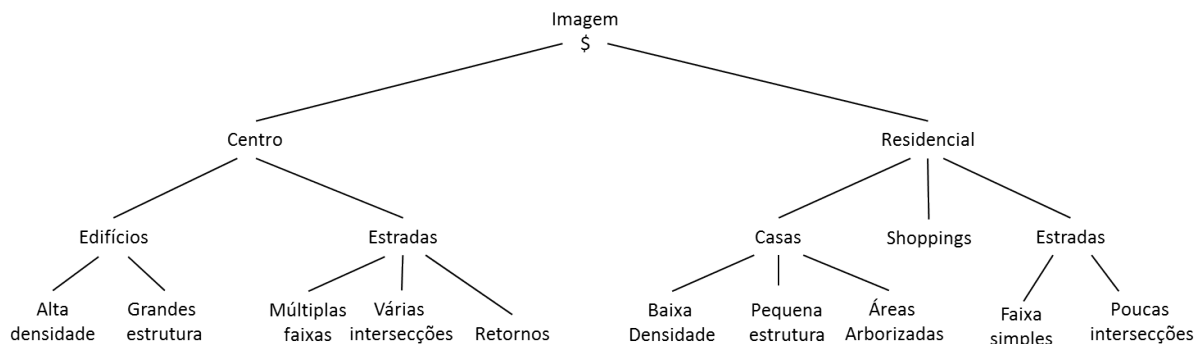 Imagem
$
Centro
Residencial
Edifícios
Estradas
Casas
Shoppings
Estradas
Alta
densidade
Grandes
estrutura
Múltiplas
faixas
Várias
intersecções
Retornos
Baixa
Densidade
Pequena
estrutura
Áreas
Arborizadas
Faixa
simples
Poucas
intersecções